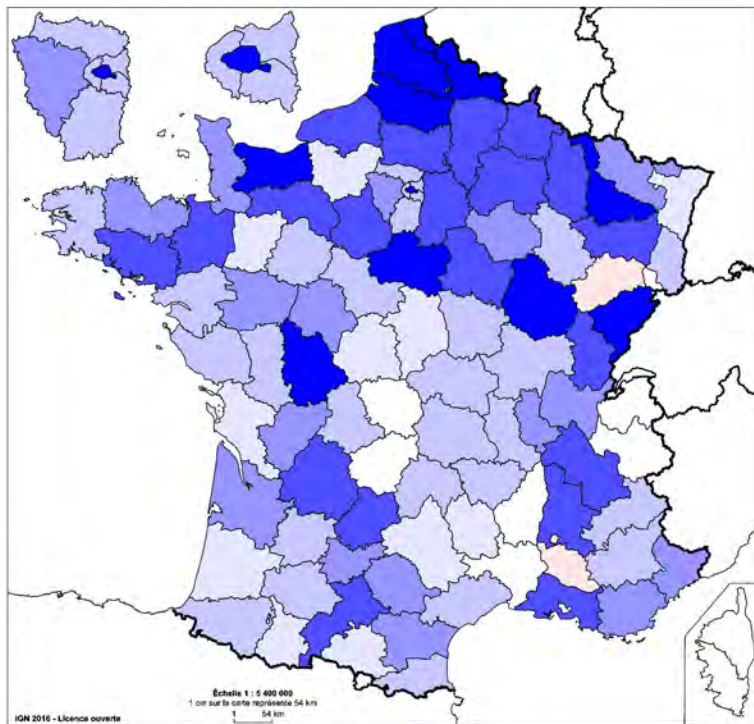 Échelle 1 : 5 400 000
1 cm sur la carte représente 54 km
1 54 km
IGN 2016 - Licence ouverte